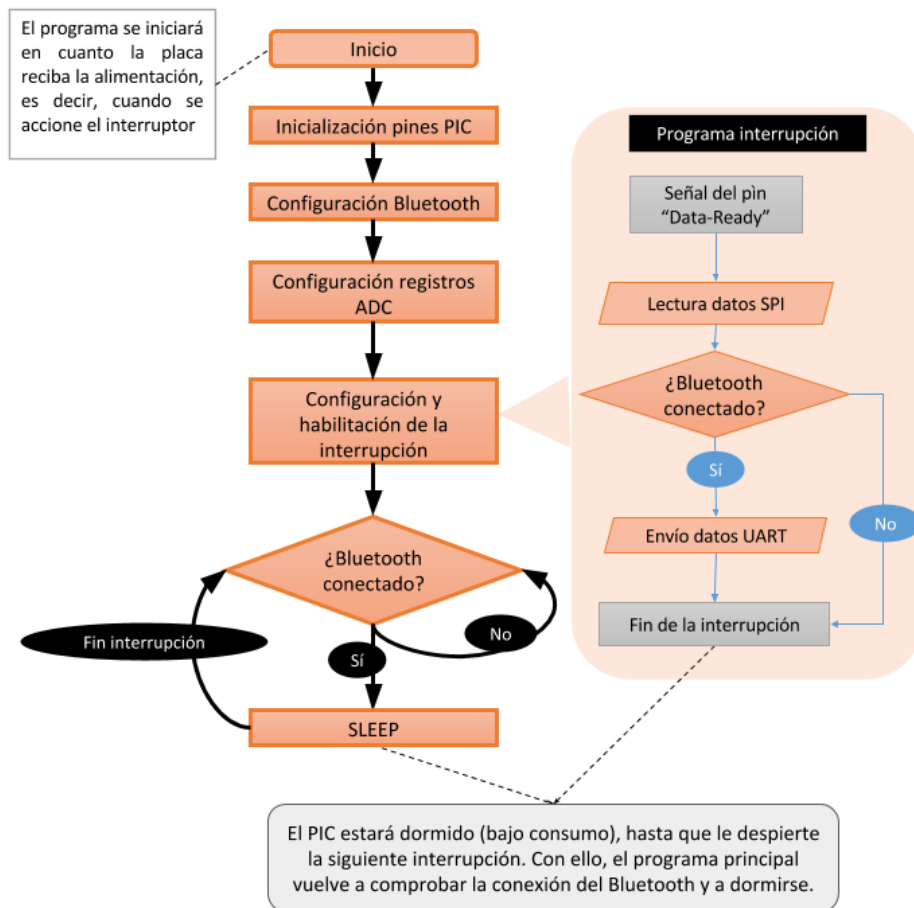 El programa se iniciará
en cuanto la placa
reciba la alimentación,
es decir, cuando se
accione el interruptor
Inicio
Inicialización pines PIC
Configuración Bluetooth
Configuración registros
ADC
Configuración y
habilitación de la
interrupción
¿Bluetooth
conectado?
Fin interrupción
No
Sí
SLEEP
Programa interrupción
Señal del pìn
“Data-Ready”
Lectura datos SPI
¿Bluetooth
conectado?
Sí
No
Envío datos UART
Fin de la interrupción
El PIC estará dormido (bajo consumo), hasta que le despierte
la siguiente interrupción. Con ello, el programa principal
vuelve a comprobar la conexión del Bluetooth y a dormirse.